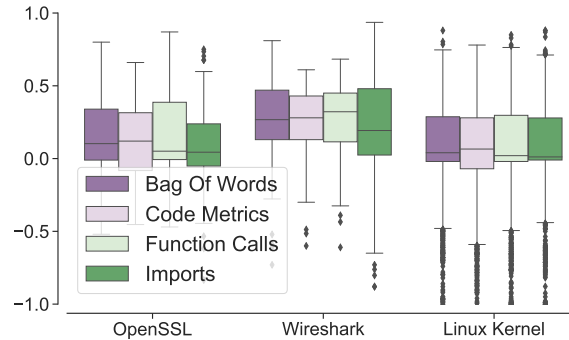 1.0
0.5
0.0
−0.5
−1.0
Bag Of Words
Code Metrics
Function Calls
Imports
OpenSSL Wireshark Linux Kernel